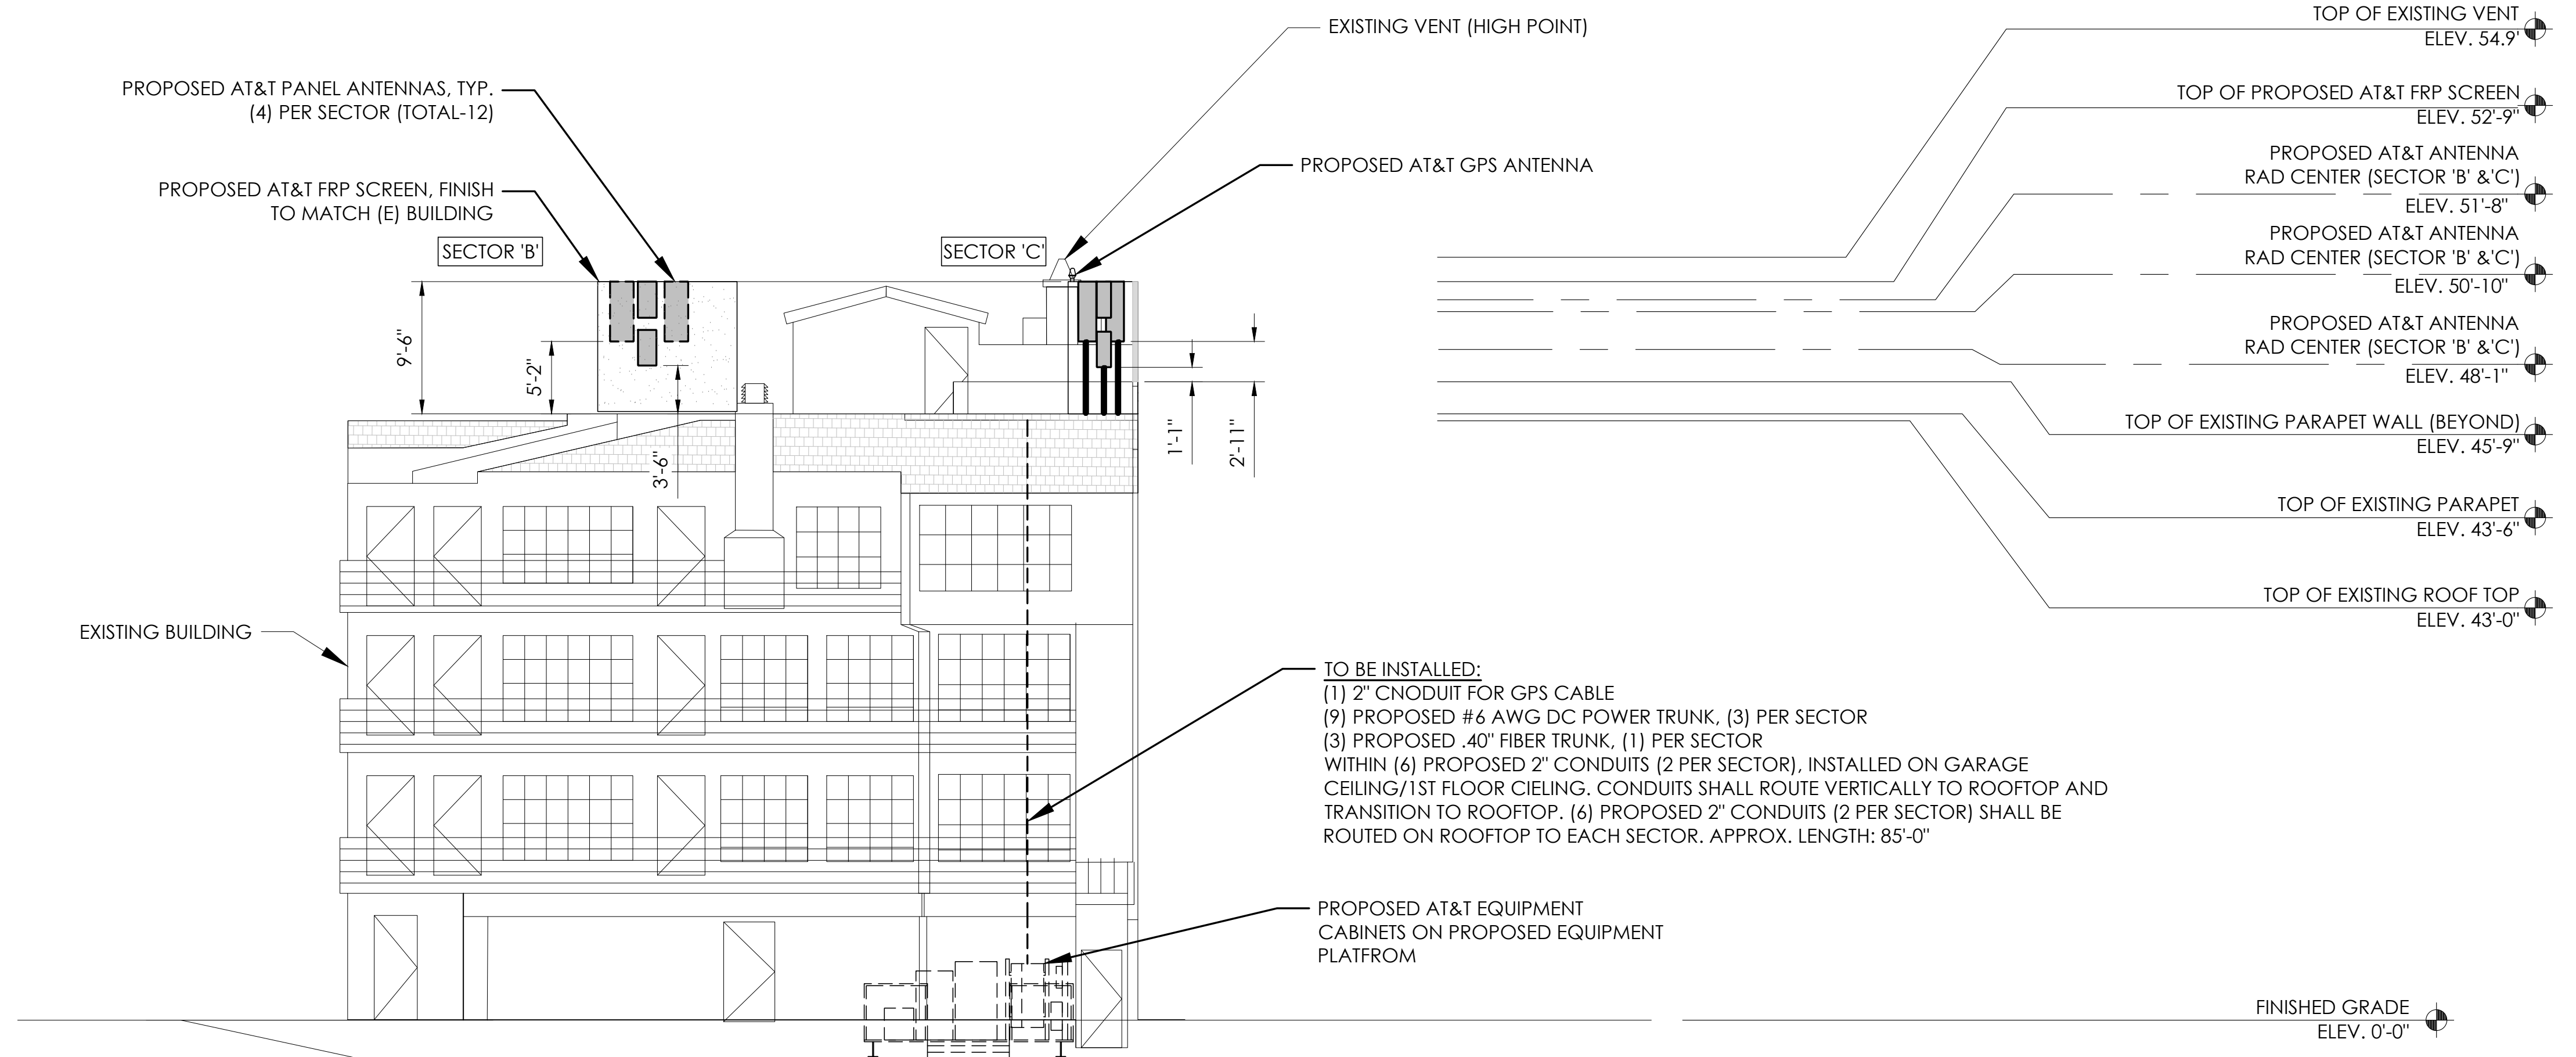 EXISTING VENT (HIGH POINT)
PROPOSED AT&T PANEL ANTENNAS, TYP.
(4) PER SECTOR (TOTAL-12)
PROPOSED AT&T GPS ANTENNA
PROPOSED AT&T FRP SCREEN, FINISH
TO MATCH (E) BUILDING
SECTOR 'B'
SECTOR 'C'
9'-6"
5'-2"
3'-6"
1'-1"
2'-11"
EXISTING BUILDING
TO BE INSTALLED:
(1) 2" CNODUIT FOR GPS CABLE
(9) PROPOSED #6 AWG DC POWER TRUNK, (3) PER SECTOR
(3) PROPOSED .40" FIBER TRUNK, (1) PER SECTOR
WITHIN (6) PROPOSED 2" CONDUITS (2 PER SECTOR), INSTALLED ON GARAGE
CEILING/1ST FLOOR CIELING. CONDUITS SHALL ROUTE VERTICALLY TO ROOFTOP AND
TRANSITION TO ROOFTOP. (6) PROPOSED 2" CONDUITS (2 PER SECTOR) SHALL BE
ROUTED ON ROOFTOP TO EACH SECTOR. APPROX. LENGTH: 85'-0"
PROPOSED AT&T EQUIPMENT
CABINETS ON PROPOSED EQUIPMENT
PLATFROM
TOP OF EXISTING VENT
ELEV. 54.9'
TOP OF PROPOSED AT&T FRP SCREEN
ELEV. 52'-9"
PROPOSED AT&T ANTENNA
RAD CENTER (SECTOR 'B' &'C')
ELEV. 51'-8"
PROPOSED AT&T ANTENNA
RAD CENTER (SECTOR 'B' &'C')
ELEV. 50'-10"
PROPOSED AT&T ANTENNA
RAD CENTER (SECTOR 'B' &'C')
ELEV. 48'-1"
TOP OF EXISTING PARAPET WALL (BEYOND)
ELEV. 45'-9"
TOP OF EXISTING PARAPET
ELEV. 43'-6"
TOP OF EXISTING ROOF TOP
ELEV. 43'-0"
FINISHED GRADE
ELEV. 0'-0"